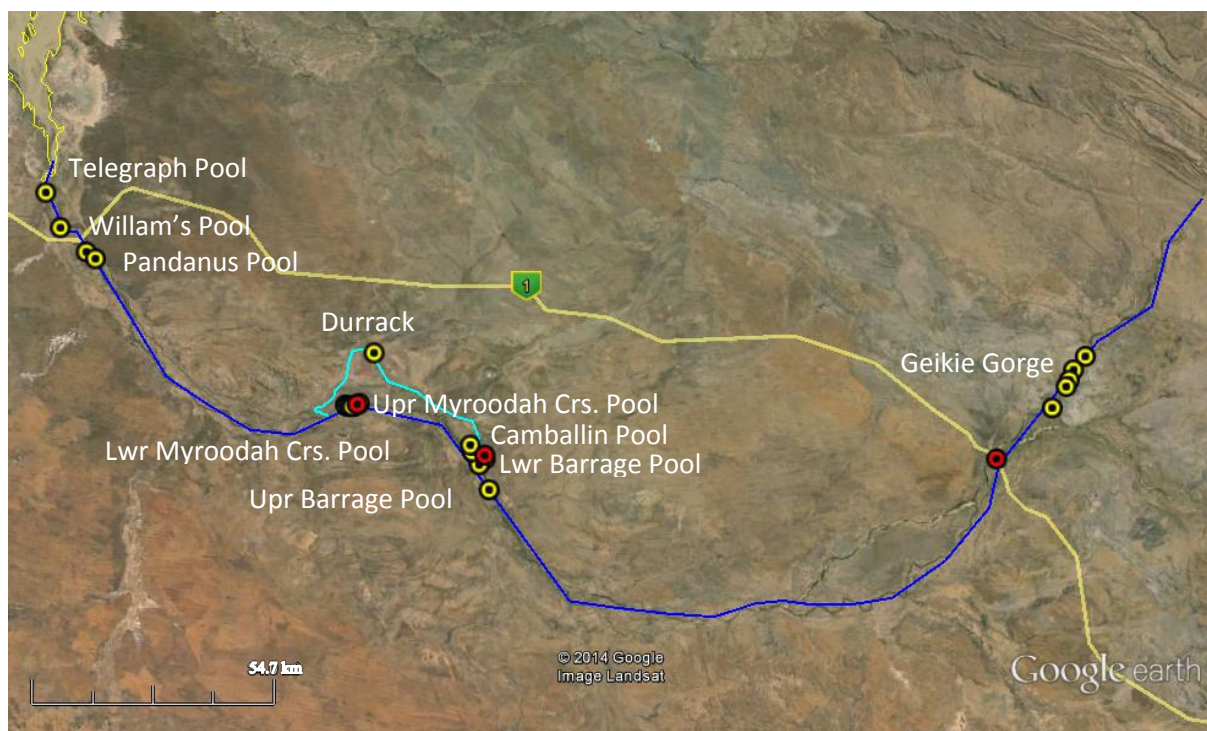 Telegraph Pool
Willam's Pool
Pandanus Pool
1
Durrack
Geikie Gorge
Upr Myroodah Crs. Pool
Camballin Pool
Lwr Myroodah Crs. Pool
Lwr Barrage Pool
Upr Barrage Pool
© 2014 Google
Image Landsat
54.7 km
Google earth